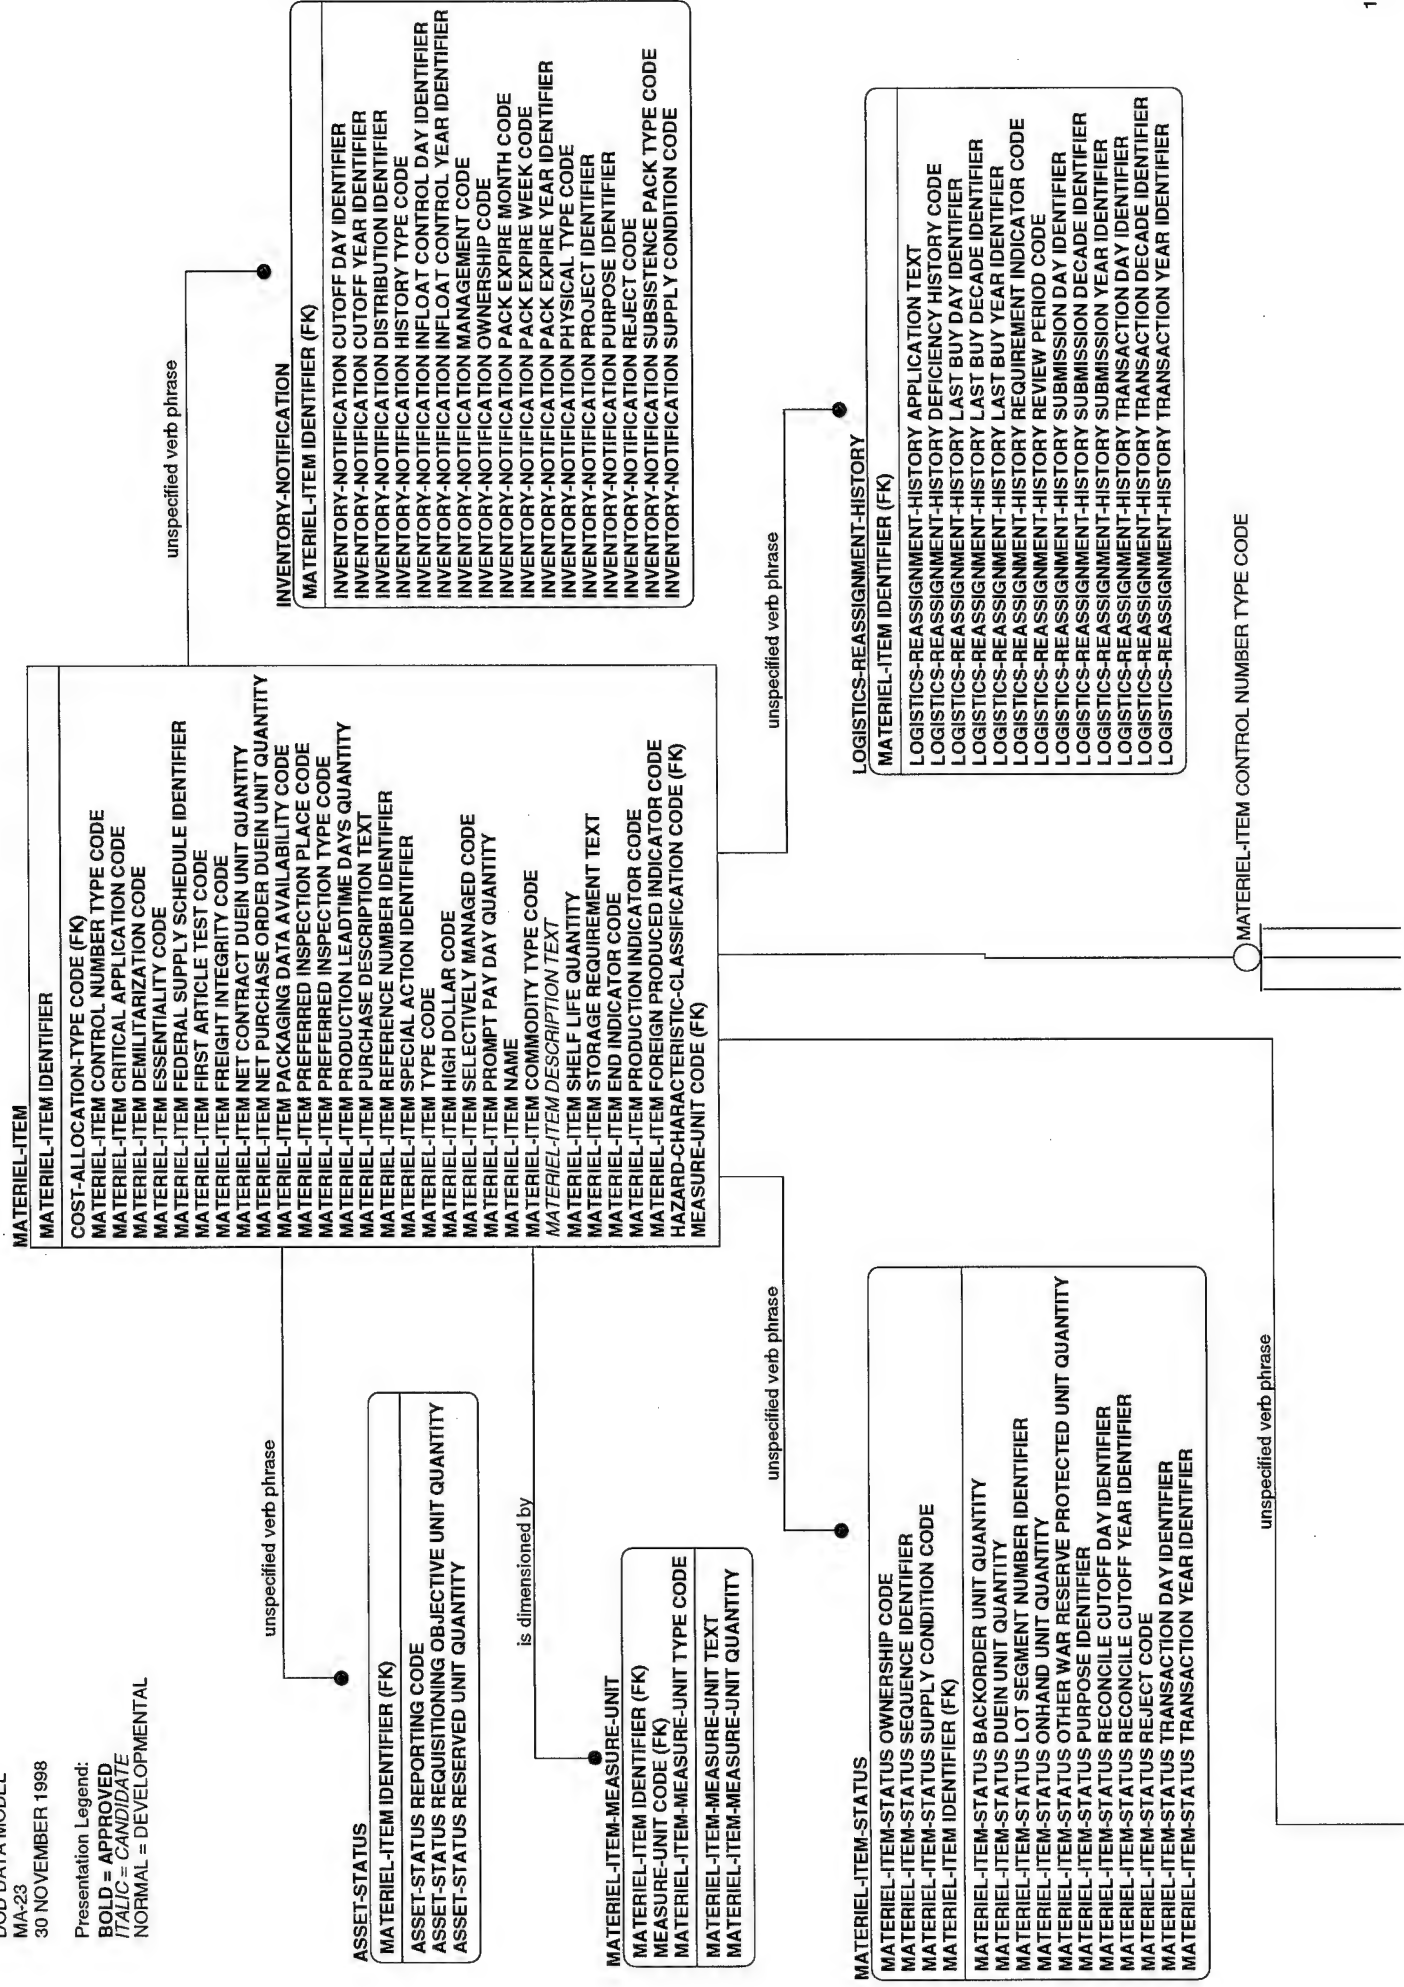 DOD DATA MODEL
MA-23
30 NOVEMBER 1998
Presentation Legend:
BOLD = APPROVED
ITALIC = CANDIDATE
NORMAL = DEVELOPMENTAL
MATERIEL-ITEM
MATERIEL-ITEM IDENTIFIER
COST-ALLOCATION-TYPE CODE (FK)
MATERIEL-ITEM CONTROL NUMBER TYPE CODE
MATERIEL-ITEM CRITICAL APPLICATION CODE
MATERIEL-ITEM DEMILITARIZATION CODE
MATERIEL-ITEM ESSENTIALITY CODE
MATERIEL-ITEM FEDERAL SUPPLY SCHEDULE IDENTIFIER
MATERIEL-ITEM FIRST ARTICLE TEST CODE
MATERIEL-ITEM FREIGHT INTEGRITY CODE
MATERIEL-ITEM NET CONTRACT DUEIN UNIT QUANTITY
MATERIEL-ITEM NET PURCHASE ORDER DUEIN UNIT QUANTITY
MATERIEL-ITEM PACKAGING DATA AVAILABILITY CODE
MATERIEL-ITEM PREFERRED INSPECTION PLACE CODE
MATERIEL-ITEM PREFERRED INSPECTION TYPE CODE
MATERIEL-ITEM PRODUCTION LEADTIME DAYS QUANTITY
MATERIEL-ITEM PURCHASE DESCRIPTION TEXT
MATERIEL-ITEM REFERENCE NUMBER IDENTIFIER
MATERIEL-ITEM SPECIAL ACTION IDENTIFIER
MATERIEL-ITEM TYPE CODE
MATERIEL-ITEM HIGH DOLLAR CODE
MATERIEL-ITEM SELECTIVELY MANAGED CODE
MATERIEL-ITEM PROMPT PAY DAY QUANTITY
MATERIEL-ITEM NAME
MATERIEL-ITEM COMMODITY TYPE CODE
MATERIEL-ITEM DESCRIPTION TEXT
MATERIEL-ITEM SHELF LIFE QUANTITY
MATERIEL-ITEM STORAGE REQUIREMENT TEXT
MATERIEL-ITEM END INDICATOR CODE
MATERIEL-ITEM PRODUCTION INDICATOR CODE
MATERIEL-ITEM FOREIGN PRODUCED INDICATOR CODE
HAZARD-CHARACTERISTIC-CLASSIFICATION CODE (FK)
MEASURE-UNIT CODE (FK)
unspecified verb phrase
INVENTORY-NOTIFICATION
MATERIEL-ITEM IDENTIFIER (FK)
INVENTORY-NOTIFICATION CUTOFF DAY IDENTIFIER
INVENTORY-NOTIFICATION CUTOFF YEAR IDENTIFIER
INVENTORY-NOTIFICATION DISTRIBUTION IDENTIFIER
INVENTORY-NOTIFICATION HISTORY TYPE CODE
INVENTORY-NOTIFICATION INFLOAT CONTROL DAY IDENTIFIER
INVENTORY-NOTIFICATION INFLOAT CONTROL YEAR IDENTIFIER
INVENTORY-NOTIFICATION MANAGEMENT CODE
INVENTORY-NOTIFICATION OWNERSHIP CODE
INVENTORY-NOTIFICATION PACK EXPIRE MONTH CODE
INVENTORY-NOTIFICATION PACK EXPIRE WEEK CODE
INVENTORY-NOTIFICATION PACK EXPIRE YEAR IDENTIFIER
INVENTORY-NOTIFICATION PHYSICAL TYPE CODE
INVENTORY-NOTIFICATION PROJECT IDENTIFIER
INVENTORY-NOTIFICATION PURPOSE IDENTIFIER
INVENTORY-NOTIFICATION REJECT CODE
INVENTORY-NOTIFICATION SUBSISTENCE PACK TYPE CODE
INVENTORY-NOTIFICATION SUPPLY CONDITION CODE
unspecified verb phrase
ASSET-STATUS
MATERIEL-ITEM IDENTIFIER (FK)
ASSET-STATUS REPORTING CODE
ASSET-STATUS REQUISITIONING OBJECTIVE UNIT QUANTITY
ASSET-STATUS RESERVED UNIT QUANTITY
is dimensioned by
MATERIEL-ITEM-MEASURE-UNIT
MATERIEL-ITEM IDENTIFIER (FK)
MEASURE-UNIT CODE (FK)
MATERIEL-ITEM-MEASURE-UNIT TYPE CODE
MATERIEL-ITEM-MEASURE-UNIT TEXT
MATERIEL-ITEM-MEASURE-UNIT QUANTITY
unspecified verb phrase
MATERIEL-ITEM-STATUS
MATERIEL-ITEM-STATUS OWNERSHIP CODE
MATERIEL-ITEM-STATUS SEQUENCE IDENTIFIER
MATERIEL-ITEM-STATUS SUPPLY CONDITION CODE
MATERIEL-ITEM IDENTIFIER (FK)
MATERIEL-ITEM-STATUS BACKORDER UNIT QUANTITY
MATERIEL-ITEM-STATUS DUEIN UNIT QUANTITY
MATERIEL-ITEM-STATUS LOT SEGMENT NUMBER IDENTIFIER
MATERIEL-ITEM-STATUS ONHAND UNIT QUANTITY
MATERIEL-ITEM-STATUS OTHER WAR RESERVE PROTECTED UNIT QUANTITY
MATERIEL-ITEM-STATUS PURPOSE IDENTIFIER
MATERIEL-ITEM-STATUS RECONCILE CUTOFF DAY IDENTIFIER
MATERIEL-ITEM-STATUS RECONCILE CUTOFF YEAR IDENTIFIER
MATERIEL-ITEM-STATUS REJECT CODE
MATERIEL-ITEM-STATUS TRANSACTION DAY IDENTIFIER
MATERIEL-ITEM-STATUS TRANSACTION YEAR IDENTIFIER
unspecified verb phrase
LOGISTICS-REASSIGNMENT-HISTORY
MATERIEL-ITEM IDENTIFIER (FK)
LOGISTICS-REASSIGNMENT-HISTORY APPLICATION TEXT
LOGISTICS-REASSIGNMENT-HISTORY DEFICIENCY HISTORY CODE
LOGISTICS-REASSIGNMENT-HISTORY LAST BUY DAY IDENTIFIER
LOGISTICS-REASSIGNMENT-HISTORY LAST BUY DECADE IDENTIFIER
LOGISTICS-REASSIGNMENT-HISTORY LAST BUY YEAR IDENTIFIER
LOGISTICS-REASSIGNMENT-HISTORY REQUIREMENT INDICATOR CODE
LOGISTICS-REASSIGNMENT-HISTORY REVIEW PERIOD CODE
LOGISTICS-REASSIGNMENT-HISTORY SUBMISSION DAY IDENTIFIER
LOGISTICS-REASSIGNMENT-HISTORY SUBMISSION DECADE IDENTIFIER
LOGISTICS-REASSIGNMENT-HISTORY SUBMISSION YEAR IDENTIFIER
LOGISTICS-REASSIGNMENT-HISTORY TRANSACTION DAY IDENTIFIER
LOGISTICS-REASSIGNMENT-HISTORY TRANSACTION DECADE IDENTIFIER
LOGISTICS-REASSIGNMENT-HISTORY TRANSACTION YEAR IDENTIFIER
MATERIEL-ITEM CONTROL NUMBER TYPE CODE
unspecified verb phrase
1